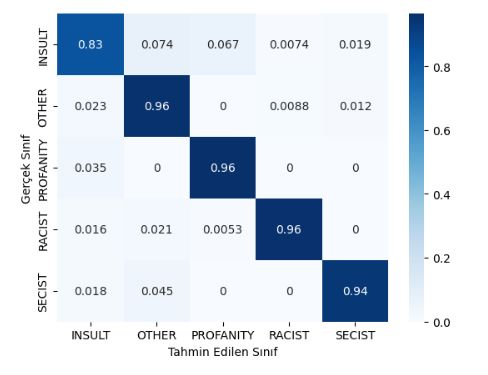 INSULT 0.83 0.074 0.067 0.0074 0.019
OTHER 0.023 0.96 0 0.0088 0.012
PROFANITY 0.035 0 0.96 0 0
RACIST 0.016 0.021 0.0053 0.96 0
SECIST 0.018 0.045 0 0 0.94
INSULT OTHER PROFANITY RACIST SECIST
Tahmin Edilen Sınıf
Gerçek Sınıf
0.8
0.6
0.4
0.2
0.0